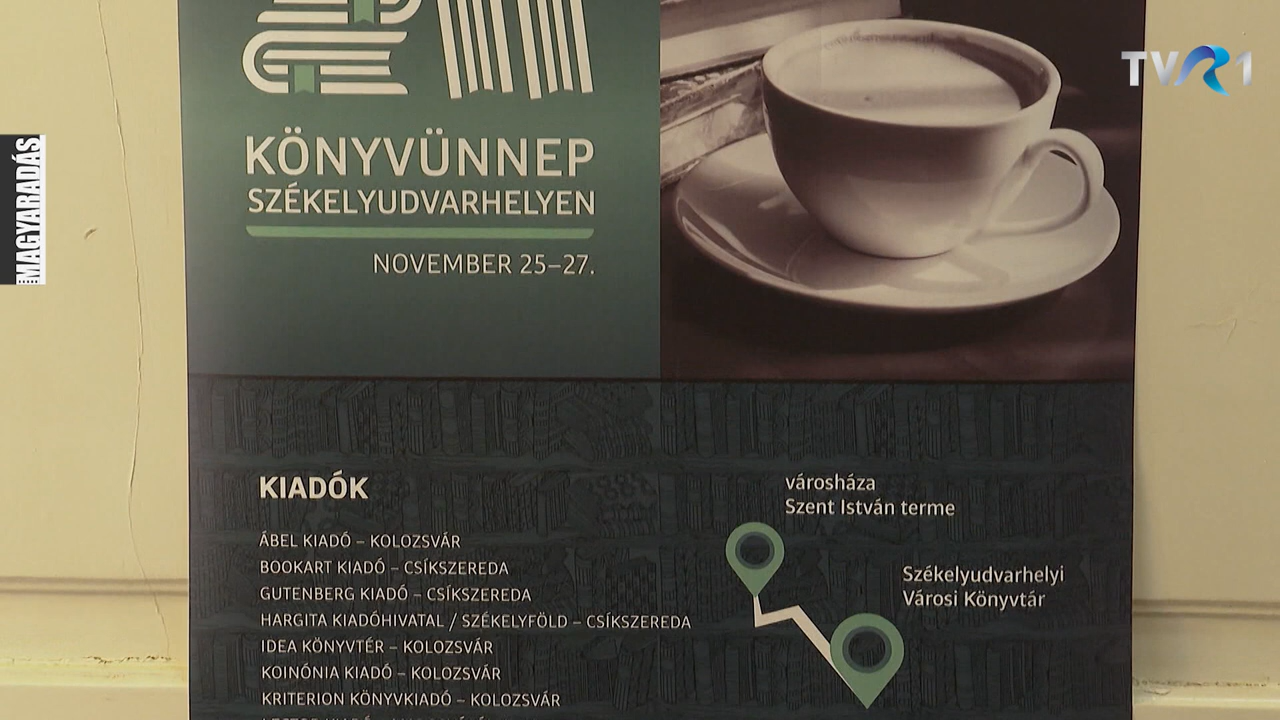 TVR1
MAGYARADÁS
KÖNYVÜNNEP
SZÉKELYUDVARHELYEN
NOVEMBER 25–27.
KIADÓK
ÁBEL KIADÓ – KOLOZSVÁR
BOOKART KIADÓ – CSÍKSZEREDA
GUTENBERG KIADÓ – CSÍKSZEREDA
HARGITA KIADÓHIVATAL / SZÉKELYFÖLD – CSÍKSZEREDA
IDEA KÖNYVTÉR – KOLOZSVÁR
KOINÓNIA KIADÓ – KOLOZSVÁR
KRITERION KÖNYVKIADÓ – KOLOZSVÁR
városháza
Szent István terme
Székelyudvarhelyi
Városi Könyvtár